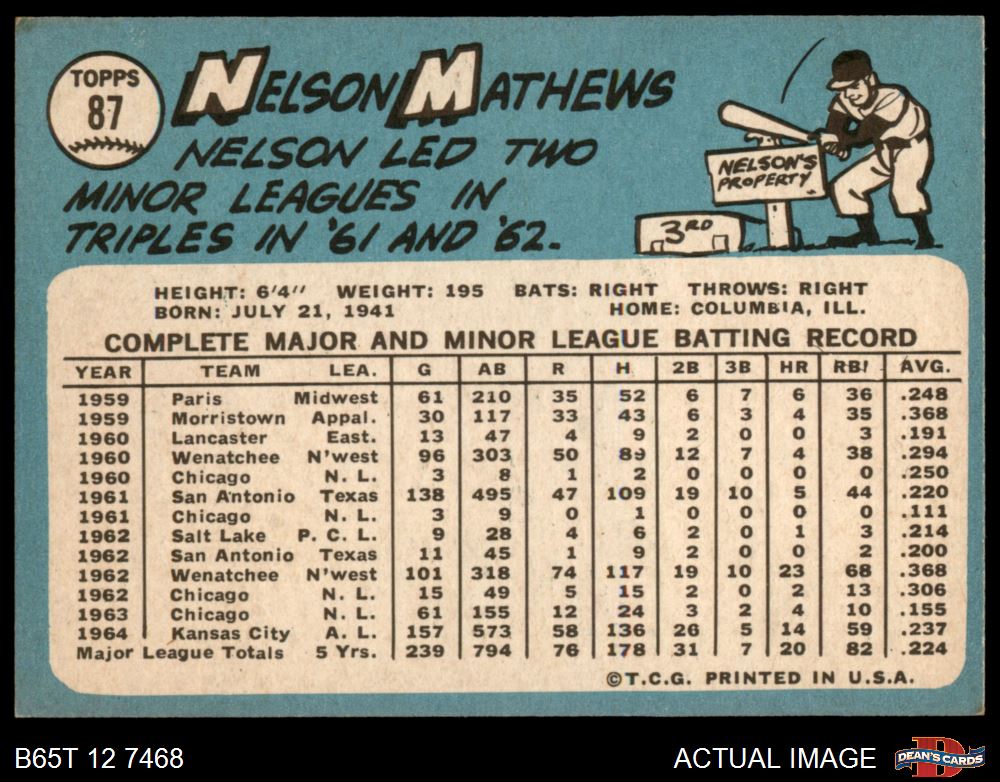 TOPPS
87
NELSON MATHEWS
NELSON LED TWO
MINOR LEAGUES IN
TRIPLES IN '61 AND '62.
NELSON'S
PROPERTY
3RD
HEIGHT: 6'4" WEIGHT: 195 BATS: RIGHT THROWS: RIGHT
BORN: JULY 21, 1941 HOME: COLUMBIA, ILL.
COMPLETE MAJOR AND MINOR LEAGUE BATTING RECORD
YEAR TEAM LEA. G AB R H 2B 3B HR RBI AVG.
1959 Paris Midwest 61 210 35 52 6 7 6 36 .248
1959 Morristown Appal. 30 117 33 43 6 3 4 35 .368
1960 Lancaster East. 13 47 4 9 2 0 0 3 .191
1960 Wenatchee N'west 96 303 50 89 12 7 4 38 .294
1960 Chicago N. L. 3 8 1 2 0 0 0 0 .250
1961 San Antonio Texas 138 495 47 109 19 10 5 44 .220
1961 Chicago N. L. 3 9 0 1 0 0 0 0 .111
1962 Salt Lake P. C. L. 9 28 4 6 2 0 1 3 .214
1962 San Antonio Texas 11 45 1 9 2 0 0 2 .200
1962 Wenatchee N'west 101 318 74 117 19 10 23 68 .368
1962 Chicago N. L. 15 49 5 15 2 0 2 13 .306
1963 Chicago N. L. 61 155 12 24 3 2 4 10 .155
1964 Kansas City A. L. 157 573 58 136 26 5 14 59 .237
Major League Totals 5 Yrs. 239 794 76 178 31 7 20 82 .224
©T.C.G. PRINTED IN U.S.A.
B65T 12 7468 ACTUAL IMAGE D DEAN'S CARDS